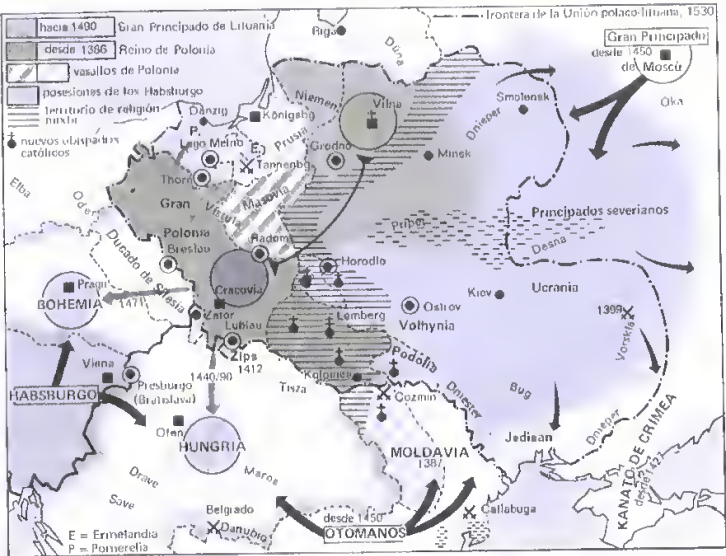 hacia 1490 Gran Principado de Lituania
desde 1386 Reino de Polonia
vasallos de Polonia
posesiones de los Habsburgo
territorio de religión
mixta
nuevos obispados
católicos
frontera de la Unión polaco-lituana, 1530
Gran Principado
desde 1450
de Moscú
Riga
Düna
Oka
Smolensk
Dnieper
Niemen
Vilna
Danzig
Königsbg
Prusia
P.
E.
Lago Melno
Tannenbg
Grodno
Minsk
Thorn
Masovia
Vístula
Elba
Oder
Gran
Polonia
Breslau
Radom
Pripet
Principados severianos
Desna
Ducado de Silesia
Horodlo
Praga
BOHEMIA
1471
Cracovia
Zator
Lublau
Zips
1412
Lemberg
Ostrov
Volhynia
Kiev
Ucrania
1399
Vorskla
Viena
HABSBURGO
Presburgo
(Bratislava)
1440/90
Tisza
Kolomea
Podolia
Dniester
Cozmin
Bug
Ofen
HUNGRIA
Maros
MOLDAVIA
1387
Jedisan
Dnieper
KANATO DE CRIMEA
desde 142
Drave
Save
Belgrado
Danubio
desde 1450
OTOMANOS
Catlabuga
E = Ermelandia
P = Pomerelia